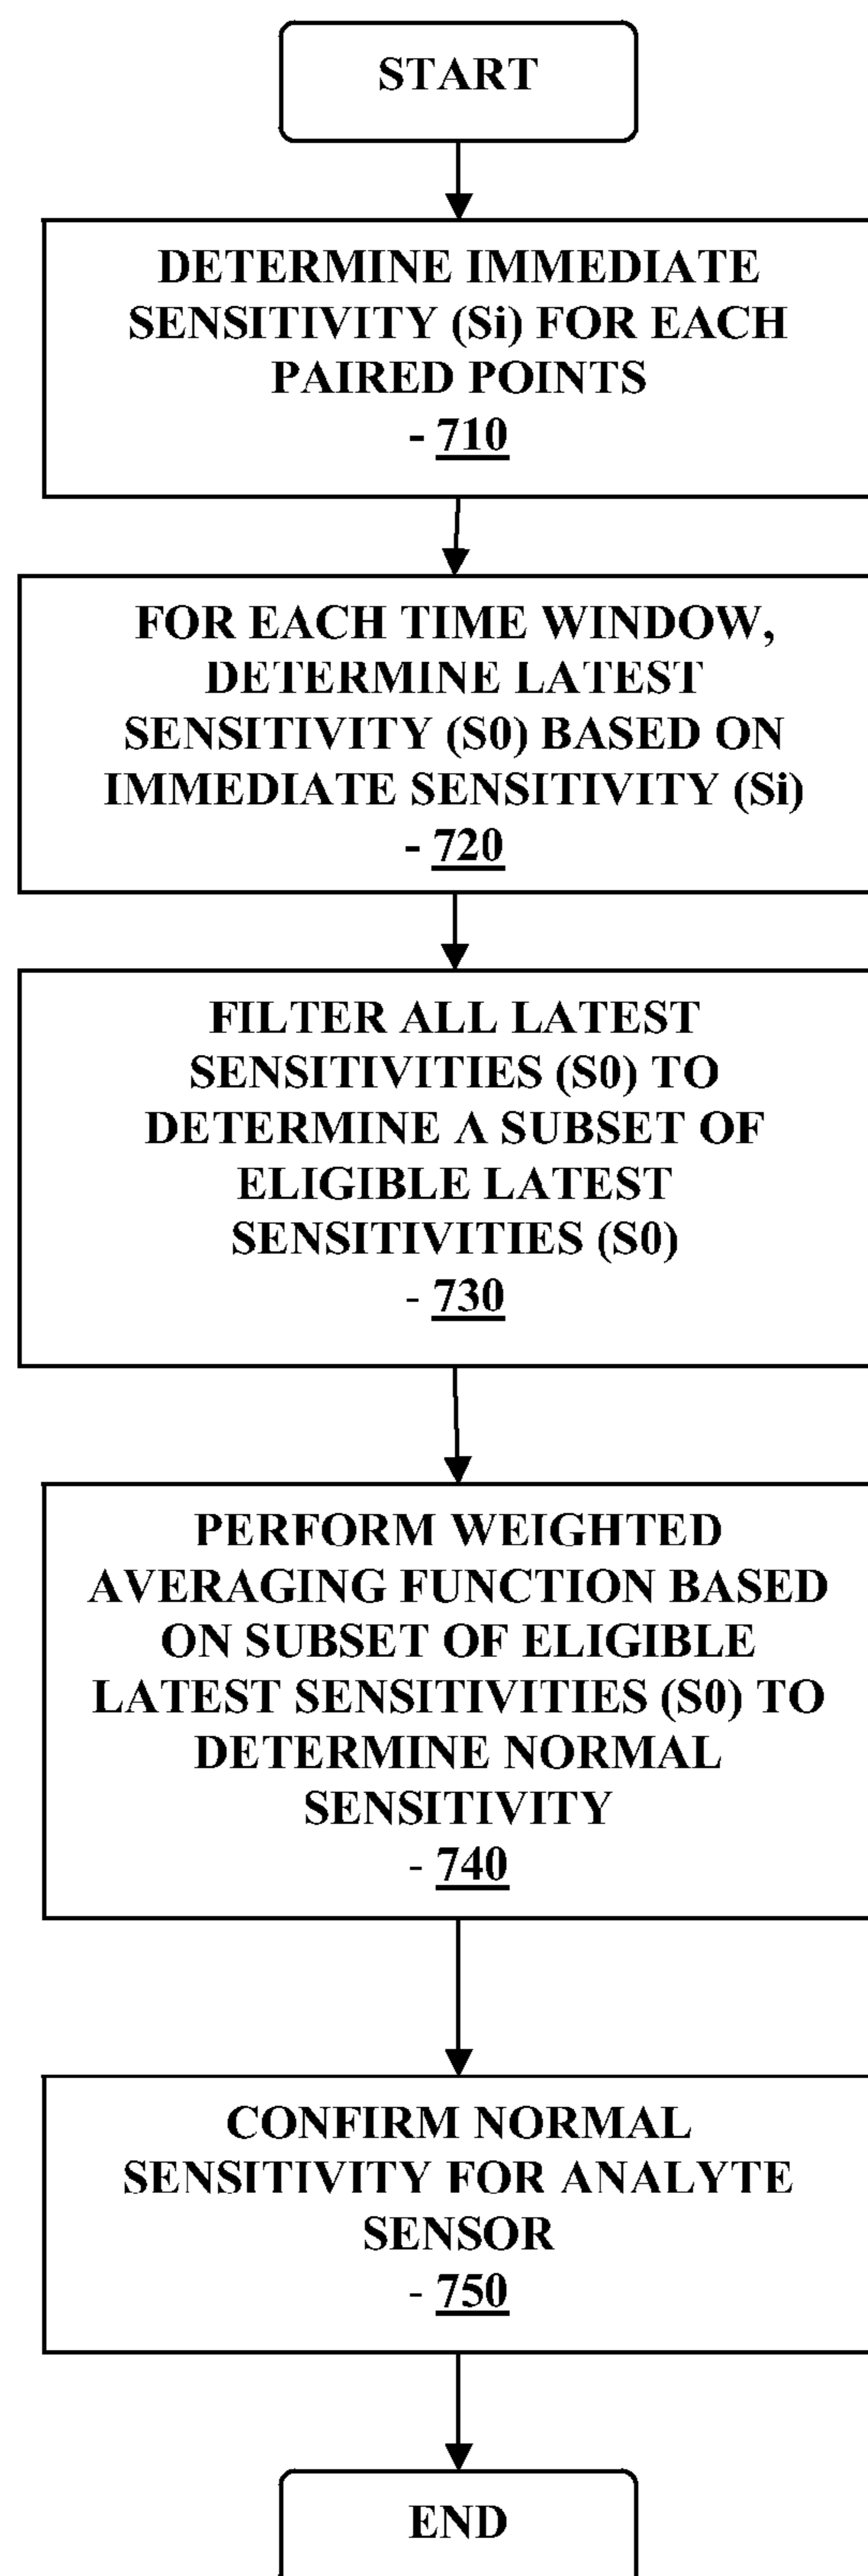 START
DETERMINE IMMEDIATE
SENSITIVITY (Si) FOR EACH
PAIRED POINTS
- 710
FOR EACH TIME WINDOW,
DETERMINE LATEST
SENSITIVITY (S0) BASED ON
IMMEDIATE SENSITIVITY (Si)
- 720
FILTER ALL LATEST
SENSITIVITIES (S0) TO
DETERMINE A SUBSET OF
ELIGIBLE LATEST
SENSITIVITIES (S0)
- 730
PERFORM WEIGHTED
AVERAGING FUNCTION BASED
ON SUBSET OF ELIGIBLE
LATEST SENSITIVITIES (S0) TO
DETERMINE NORMAL
SENSITIVITY
- 740
CONFIRM NORMAL
SENSITIVITY FOR ANALYTE
SENSOR
- 750
END